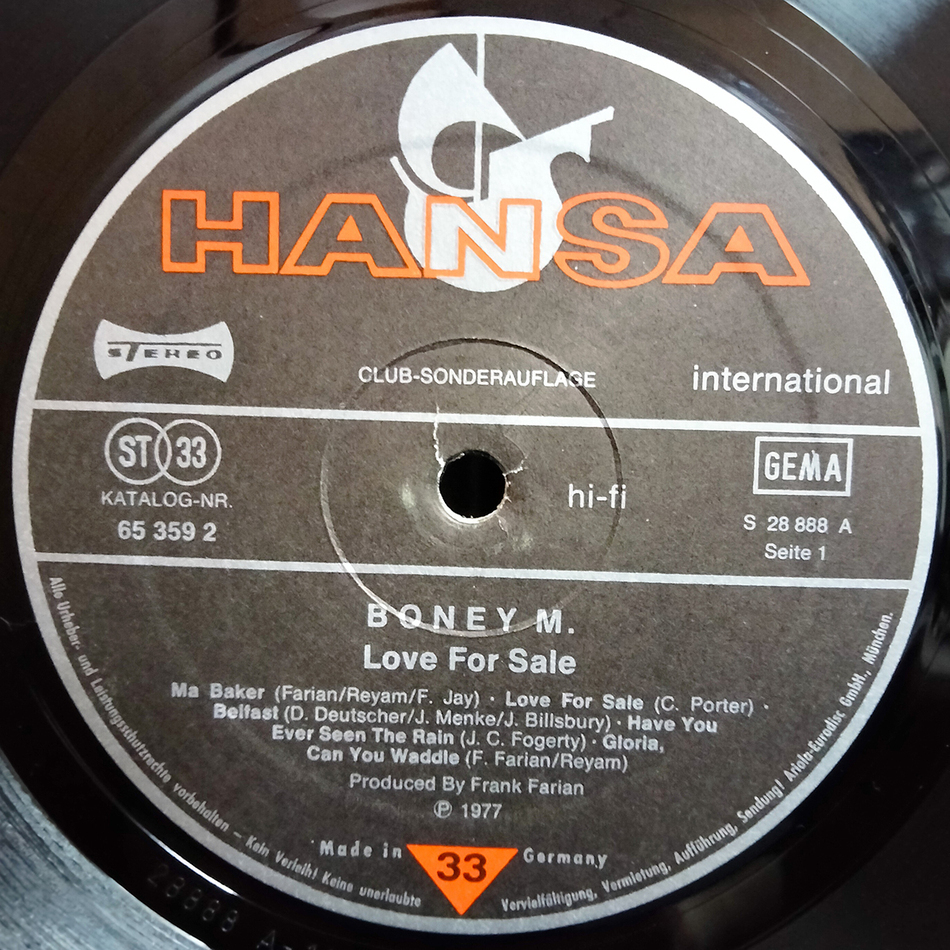 HANSA
STEREO
CLUB-SONDERAUFLAGE
international
ST 33
KATALOG-NR.
65 359 2
hi-fi
GEMA
S 28 888 A
Seite 1
BONEY M.
Love For Sale
Ma Baker (Farian/Reyam/F. Jay) · Love For Sale (C. Porter) ·
Belfast (D. Deutscher/J. Menke/J. Billsbury) · Have You
Ever Seen The Rain (J. C. Fogerty) · Gloria,
Can You Waddle (F. Farian/Reyam)
Produced By Frank Farian
Ⓟ 1977
Made in 33 Germany
Alle Urheber- und Leistungsschutzrechte vorbehalten – Kein Verleih! Keine unerlaubte Vervielfältigung, Vermietung, Aufführung, Sendung! Ariola-Eurodisc GmbH., München.
28888 A